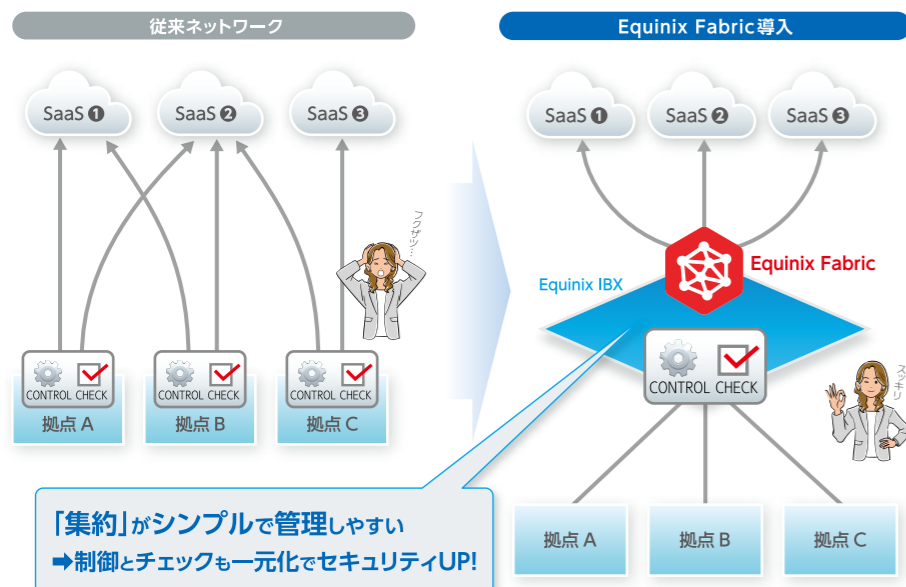 従来ネットワーク
SaaS ❶
SaaS ❷
SaaS ❸
フクザツ…
CONTROL CHECK
CONTROL CHECK
CONTROL CHECK
拠点 A
拠点 B
拠点 C
Equinix Fabric導入
SaaS ❶
SaaS ❷
SaaS ❸
Equinix Fabric
Equinix IBX
CONTROL CHECK
スッキリ
拠点 A
拠点 B
拠点 C
「集約」がシンプルで管理しやすい
➡制御とチェックも一元化でセキュリティUP!